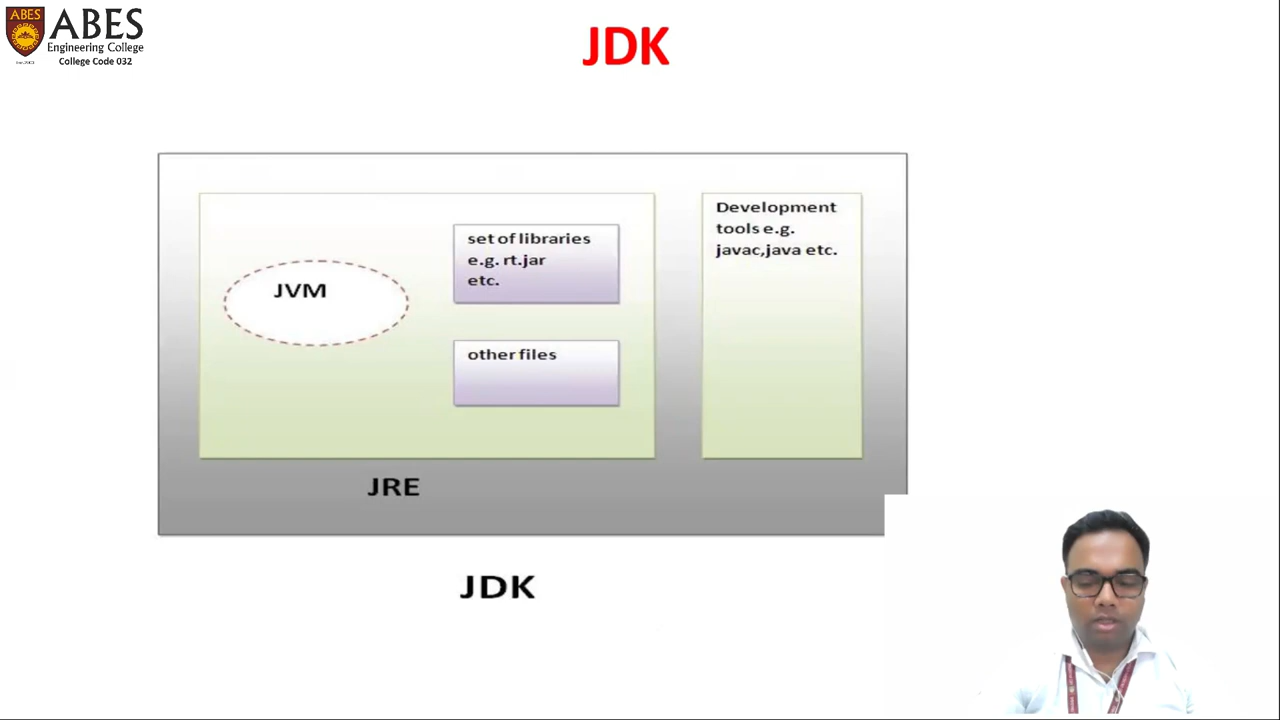 ABES
ABES
Engineering College
College Code 032
JDK
JVM
set of libraries
e.g. rt.jar
etc.
other files
Development
tools e.g.
javac,java etc.
JRE
JDK